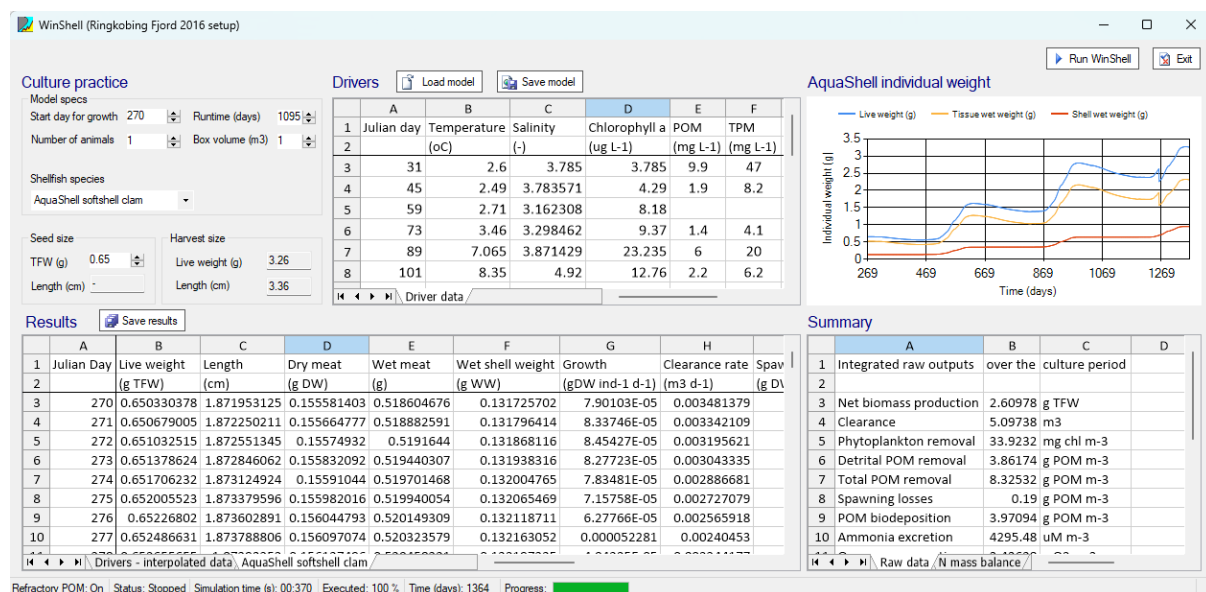 WinShell (Ringkobing Fjord 2016 setup)
Run WinShell Exit
Culture practice
Model specs
Start day for growth 270 Runtime (days) 1095
Number of animals 1 Box volume (m3) 1
Shellfish species
AquaShell softshell clam
Seed size
TFW (g) 0.65
Length (cm) -
Harvest size
Live weight (g) 3.26
Length (cm) 3.36
Drivers Load model Save model
A B C D E F
1 Julian day Temperature Salinity Chlorophyll a POM TPM
2 (oC) (-) (ug L-1) (mg L-1) (mg L-1)
3 31 2.6 3.785 3.785 9.9 47
4 45 2.49 3.783571 4.29 1.9 8.2
5 59 2.71 3.162308 8.18
6 73 3.46 3.298462 9.37 1.4 4.1
7 89 7.065 3.871429 23.235 6 20
8 101 8.35 4.92 12.76 2.2 6.2
Driver data
AquaShell individual weight
Live weight (g) Tissue wet weight (g) Shell wet weight (g)
Individual weight (g)
3.5
3
2.5
2
1.5
1
0.5
0
269 469 669 869 1069 1269
Time (days)
Results Save results
A B C D E F G H
1 Julian Day Live weight Length Dry meat Wet meat Wet shell weight Growth Clearance rate Spaw
2 (g TFW) (cm) (g DW) (g) (g WW) (gDW ind-1 d-1) (m3 d-1) (g DW
3 270 0.650330378 1.871953125 0.155581403 0.518604676 0.131725702 7.90103E-05 0.003481379
4 271 0.650679005 1.872250211 0.155664777 0.518882591 0.131796414 8.33746E-05 0.003342109
5 272 0.651032515 1.872551345 0.15574932 0.5191644 0.131868116 8.45427E-05 0.003195621
6 273 0.651378624 1.872846062 0.155832092 0.519440307 0.131938316 8.27723E-05 0.003043335
7 274 0.651706232 1.873124924 0.15591044 0.519701468 0.132004765 7.83481E-05 0.002886681
8 275 0.652005523 1.873379596 0.155982016 0.519940054 0.132065469 7.15758E-05 0.002727079
9 276 0.65226802 1.873602891 0.156044793 0.520149309 0.132118711 6.27766E-05 0.002565918
10 277 0.652486631 1.873788806 0.156097074 0.520323579 0.132163052 0.000052281 0.00240453
Drivers - interpolated data AquaShell softshell clam
Summary
A B C D
1 Integrated raw outputs over the culture period
2
3 Net biomass production 2.60978 g TFW
4 Clearance 5.09738 m3
5 Phytoplankton removal 33.9232 mg chl m-3
6 Detrital POM removal 3.86174 g POM m-3
7 Total POM removal 8.32532 g POM m-3
8 Spawning losses 0.19 g POM m-3
9 POM biodeposition 3.97094 g POM m-3
10 Ammonia excretion 4295.48 uM m-3
Raw data N mass balance
Refractory POM: On Status: Stopped Simulation time (s): 00:370 Executed: 100 % Time (days): 1364 Progress: